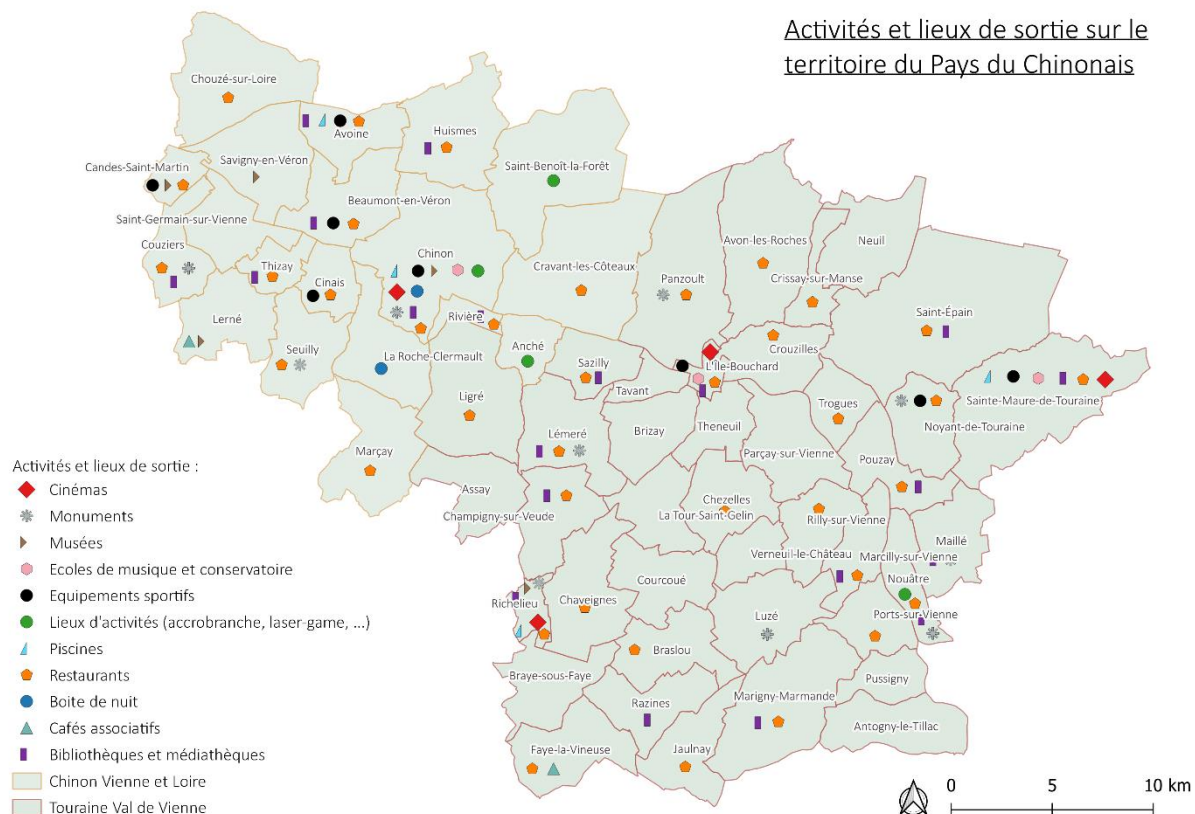 Activités et lieux de sortie sur le
territoire du Pays du Chinonais
Chouzé-sur-Loire
Avoine
Huismes
Savigny-en-Véron
Candes-Saint-Martin
Saint-Benoît-la-Forêt
Beaumont-en-Véron
Saint-Germain-sur-Vienne
Couziers
Chinon
Avon-les-Roches
Neuil
Thizay
Cinais
Cravant-les-Côteaux
Panzoult
Crissay-sur-Manse
Lerné
Rivière
Saint-Épain
Seuilly
La Roche-Clermault
Anché
Sazilly
Crouzilles
L'Île-Bouchard
Tavant
Ligré
Trogues
Sainte-Maure-de-Touraine
Brizay
Theneuil
Noyant-de-Touraine
Lémeré
Marçay
Parçay-sur-Vienne
Pouzay
Assay
Chezelles
Champigny-sur-Veude
La Tour-Saint-Gelin
Rilly-sur-Vienne
Maillé
Verneuil-le-Château
Marcilly-sur-Vienne
Courcoué
Nouâtre
Richelieu
Chaveignes
Luzé
Ports-sur-Vienne
Braslou
Braye-sous-Faye
Pussigny
Razines
Marigny-Marmande
Antogny-le-Tillac
Faye-la-Vineuse
Jaulnay
Activités et lieux de sortie :
Cinémas
Monuments
Musées
Ecoles de musique et conservatoire
Equipements sportifs
Lieux d'activités (accrobranche, laser-game, ...)
Piscines
Restaurants
Boite de nuit
Cafés associatifs
Bibliothèques et médiathèques
Chinon Vienne et Loire
Touraine Val de Vienne
0 5 10 km